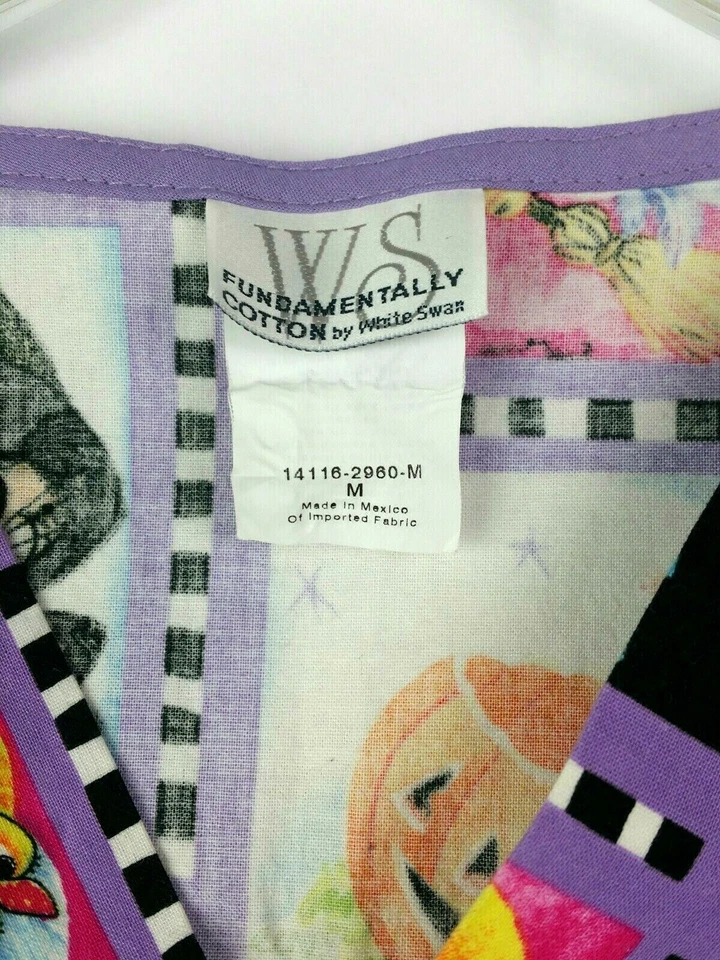 WS
FUNDAMENTALLY
COTTON by White Swan
14116-2960-M
M
Made In Mexico
Of Imported Fabric